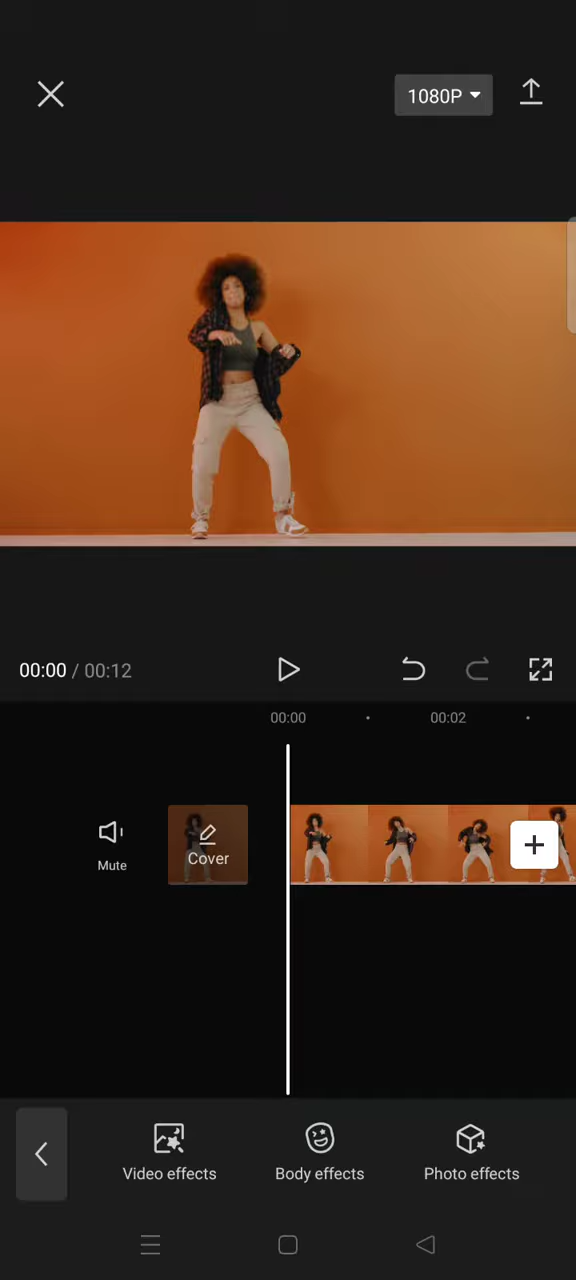 1080P
00:00 / 00:12
00:00
00:02
Mute
Cover
Video effects
Body effects
Photo effects